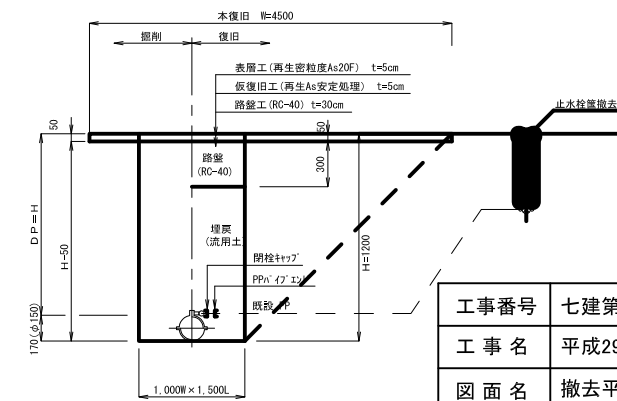 本復旧 W=4500
掘削 復旧
表層工(再生密粒度As20F) t=5cm
仮復旧工(再生As安定処理) t=5cm
路盤工(RC-40) t=30cm
止水栓筐撤去
50
50
路盤
(RC-40)
300
DP=H
H-50
埋戻
(流用土)
H=1200
閉栓キャップ
PPパイプエンド
既設PP
170(φ150)
1.000W×1.500L
工事番号 七建第
工事名 平成29
図面名 撤去平